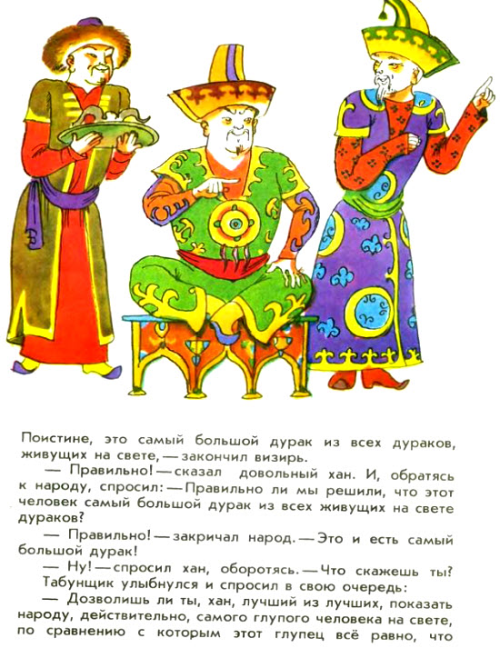 Поистине, это самый большой дурак из всех дураков,
живущих на свете, — закончил визирь.
— Правильно! — сказал довольный хан. И, обратясь
к народу, спросил: — Правильно ли мы решили, что этот
человек самый большой дурак из всех живущих на свете
дураков?
— Правильно! — закричал народ. — Это и есть самый
большой дурак!
— Ну! — спросил хан, оборотясь. — Что скажешь ты?
Табунщик улыбнулся и спросил в свою очередь:
— Дозволишь ли ты, хан, лучший из лучших, показать
народу, действительно, самого глупого человека на свете,
по сравнению с которым этот глупец всё равно, что